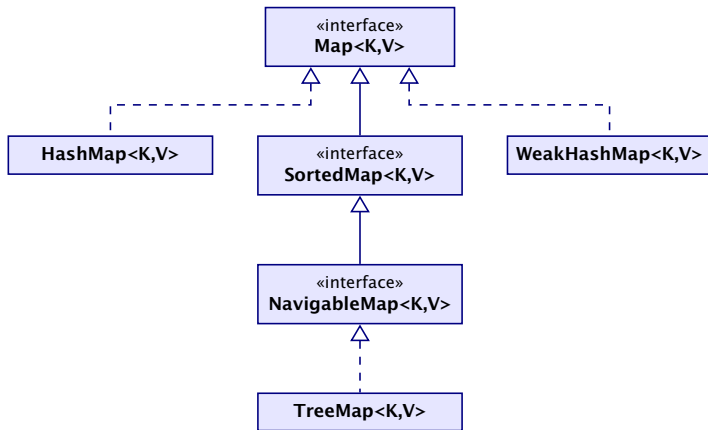 «interface»
Map<K,V>
HashMap<K,V>
«interface»
SortedMap<K,V>
WeakHashMap<K,V>
«interface»
NavigableMap<K,V>
TreeMap<K,V>